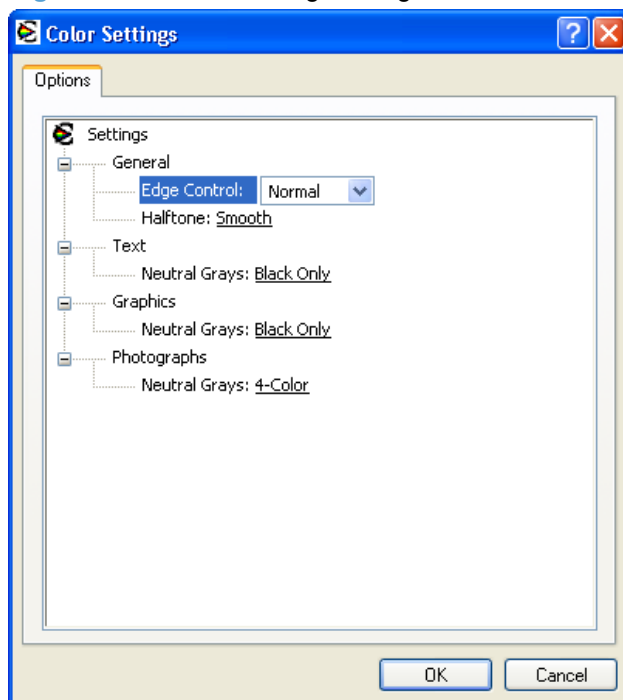 Color Settings
Options
Settings
General
Edge Control: Normal
Halftone: Smooth
Text
Neutral Grays: Black Only
Graphics
Neutral Grays: Black Only
Photographs
Neutral Grays: 4-Color
OK Cancel